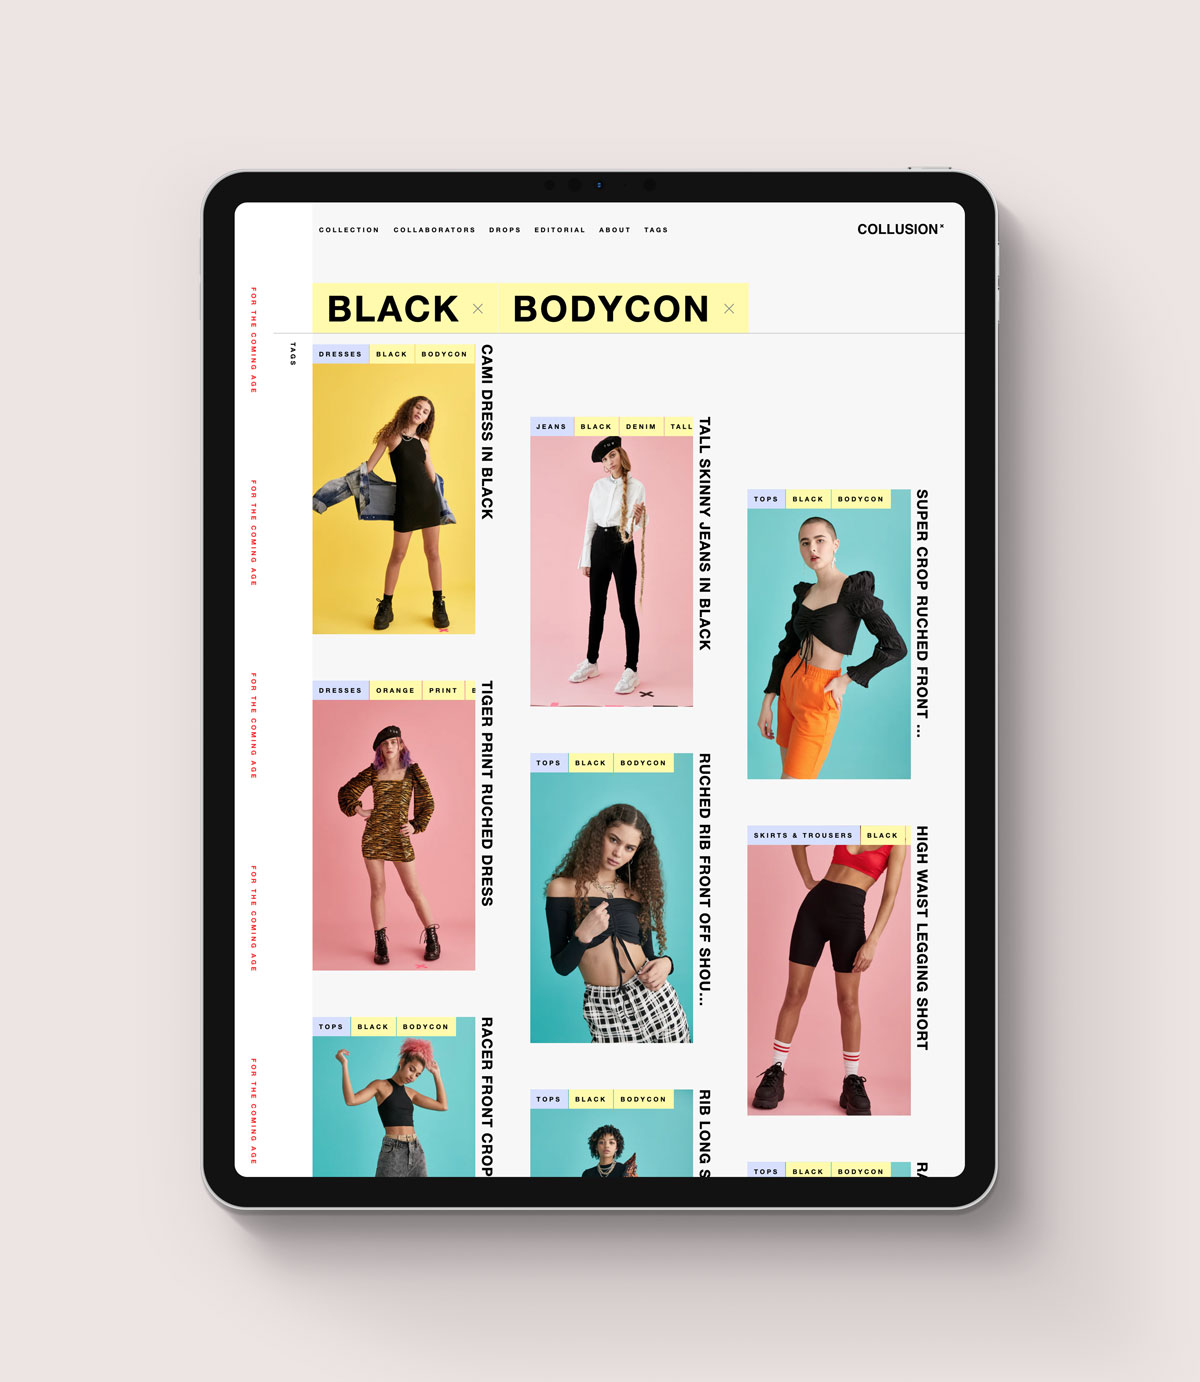 COLLECTION COLLABORATORS DROPS EDITORIAL ABOUT TAGS
COLLUSION×
BLACK × BODYCON ×
TAGS
FOR THE COMING AGE
FOR THE COMING AGE
FOR THE COMING AGE
FOR THE COMING AGE
FOR THE COMING AGE
DRESSES BLACK BODYCON
CAMI DRESS IN BLACK
JEANS BLACK DENIM TALL
TALL SKINNY JEANS IN BLACK
TOPS BLACK BODYCON
SUPER CROP RUCHED FRONT ...
DRESSES ORANGE PRINT
TIGER PRINT RUCHED DRESS
TOPS BLACK BODYCON
RUCHED RIB FRONT OFF SHOU...
SKIRTS & TROUSERS BLACK
HIGH WAIST LEGGING SHORT
TOPS BLACK BODYCON
RACER FRONT CROP
TOPS BLACK BODYCON
RIB LONG S
TOPS BLACK BODYCON
RA